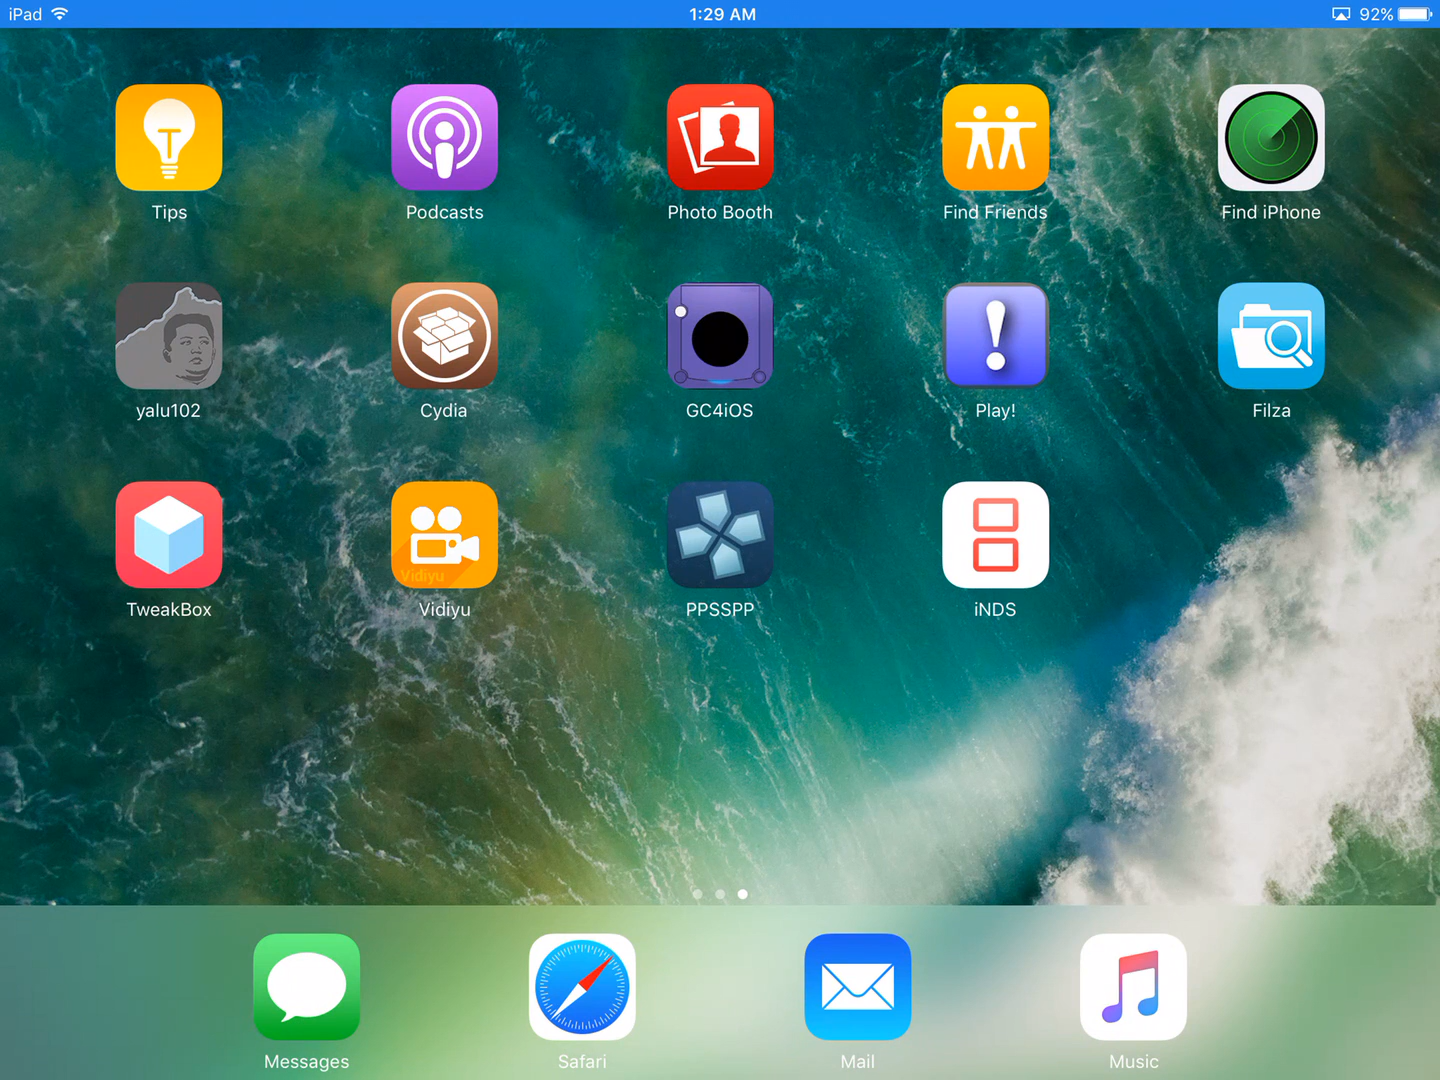 iPad 1:29 AM 92%
Tips Podcasts Photo Booth Find Friends Find iPhone
yalu102 Cydia GC4iOS Play! Filza
Vidiyu
TweakBox Vidiyu PPSSPP iNDS
Messages Safari Mail Music